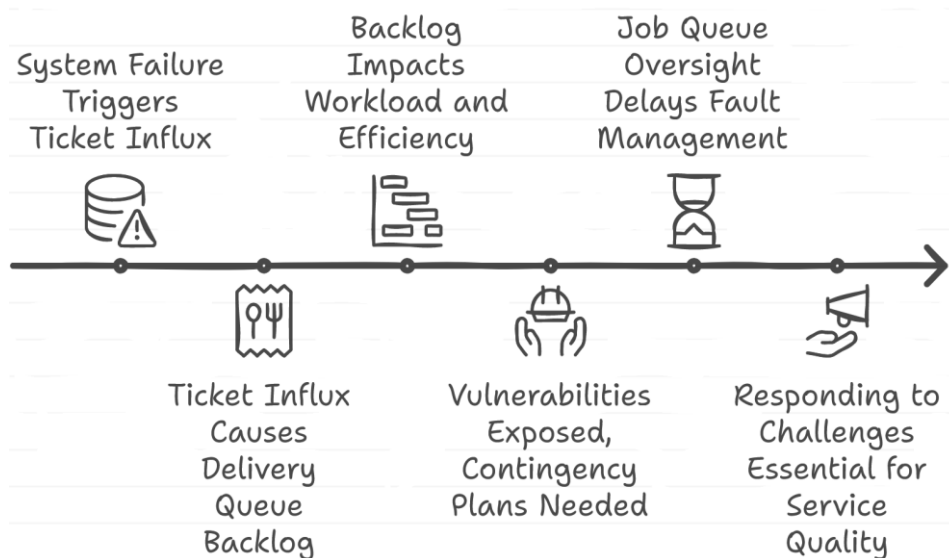 System Failure
Triggers
Ticket Influx
Ticket Influx
Causes
Delivery
Queue
Backlog
Backlog
Impacts
Workload and
Efficiency
Vulnerabilities
Exposed,
Contingency
Plans Needed
Job Queue
Oversight
Delays Fault
Management
Responding to
Challenges
Essential for
Service
Quality